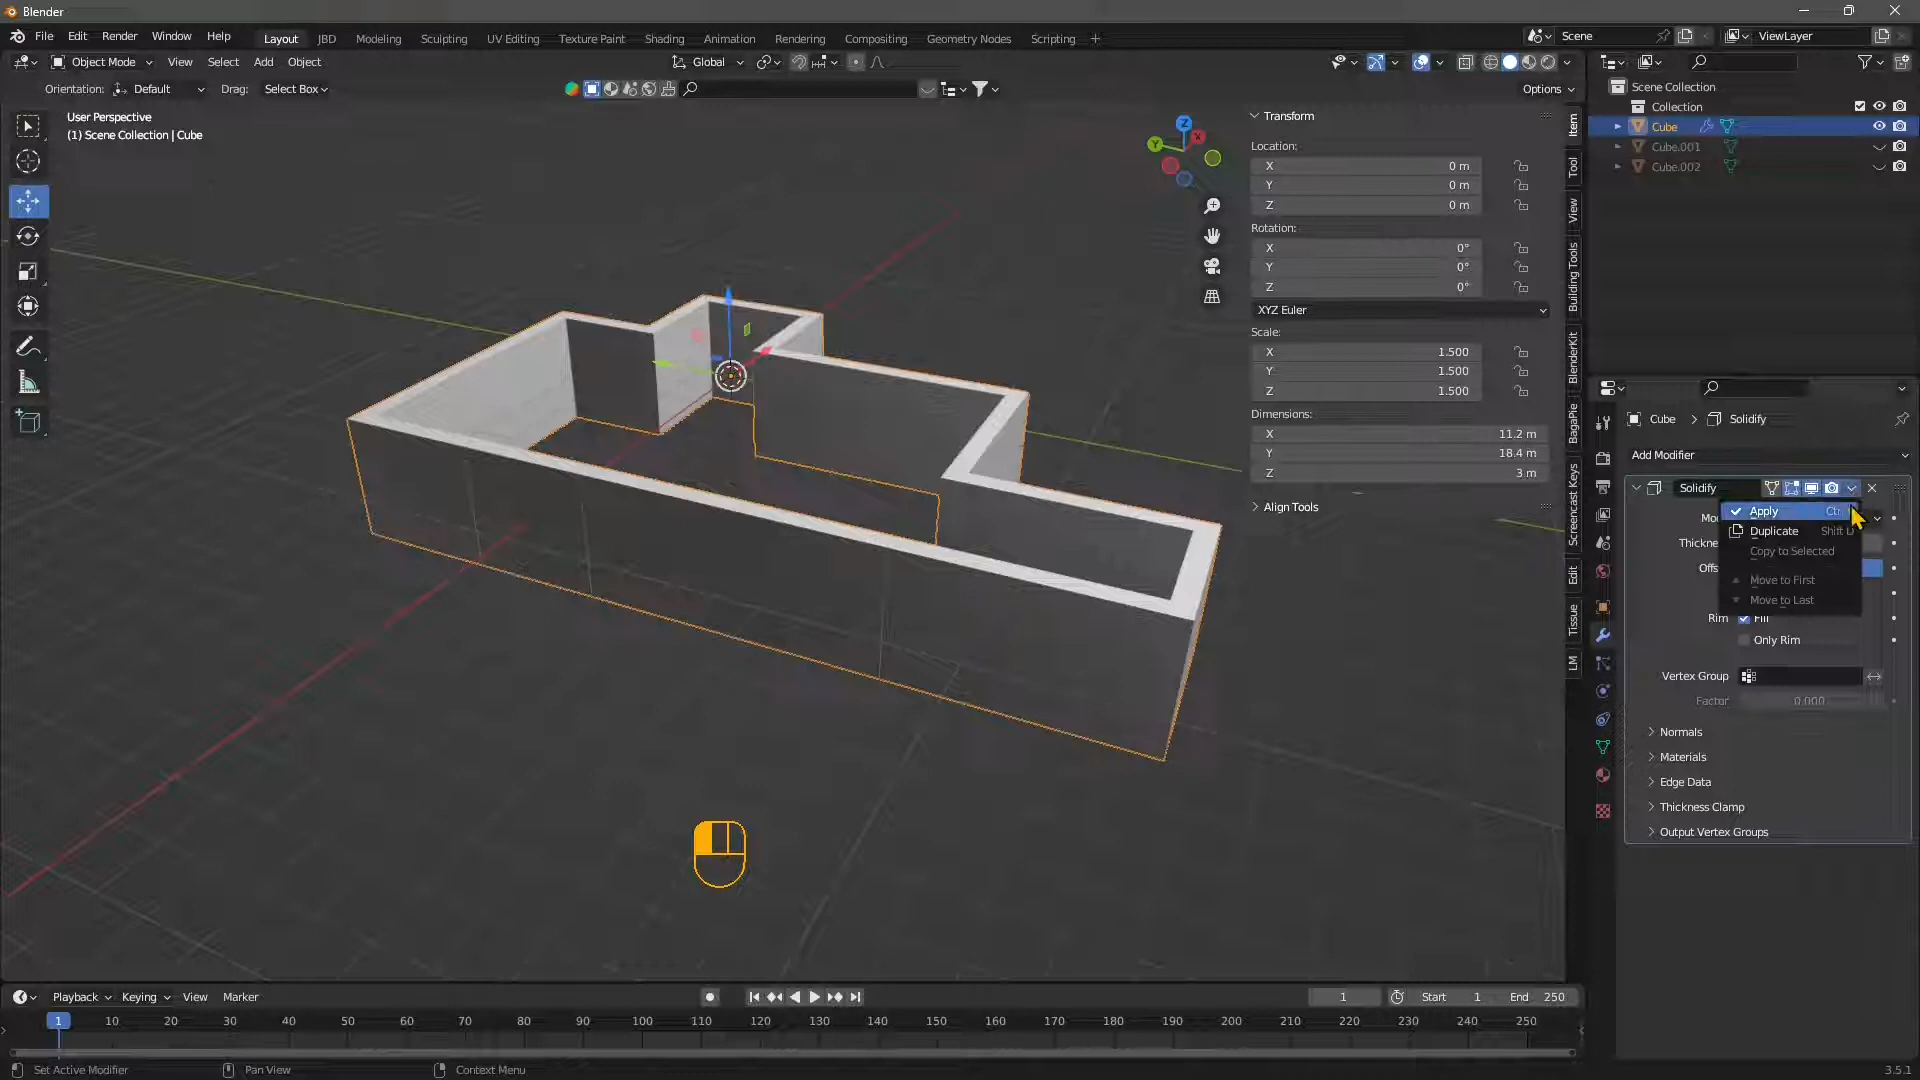 Blender
File Edit Render Window Help
Layout JBD Modeling Sculpting UV Editing Texture Paint Shading Animation Rendering Compositing Geometry Nodes Scripting +
Scene
ViewLayer
Object Mode View Select Add Object
Global
Orientation: Default Drag: Select Box
Options
User Perspective
(1) Scene Collection | Cube
Z
X
Y
Transform
Location:
X 0 m
Y 0 m
Z 0 m
Rotation:
X 0°
Y 0°
Z 0°
XYZ Euler
Scale:
X 1.500
Y 1.500
Z 1.500
Dimensions:
X 11.2 m
Y 18.4 m
Z 3 m
Align Tools
Item
Tool
View
Building Tools
BlenderKit
BagaPie
Screencast Keys
Edit
Tissue
LM
Scene Collection
Collection
Cube
Cube.001
Cube.002
Cube > Solidify
Add Modifier
Solidify
Apply Ctr
Duplicate Shift D
Copy to Selected
Move to First
Move to Last
Mo
Thickne
Offs
Rim Fill
Only Rim
Vertex Group
Factor 0.000
Normals
Materials
Edge Data
Thickness Clamp
Output Vertex Groups
Playback Keying View Marker
1
Start 1
End 250
1 10 20 30 40 50 60 70 80 90 100 110 120 130 140 150 160 170 180 190 200 210 220 230 240 250
Set Active Modifier
Pan View
Context Menu
3.5.1